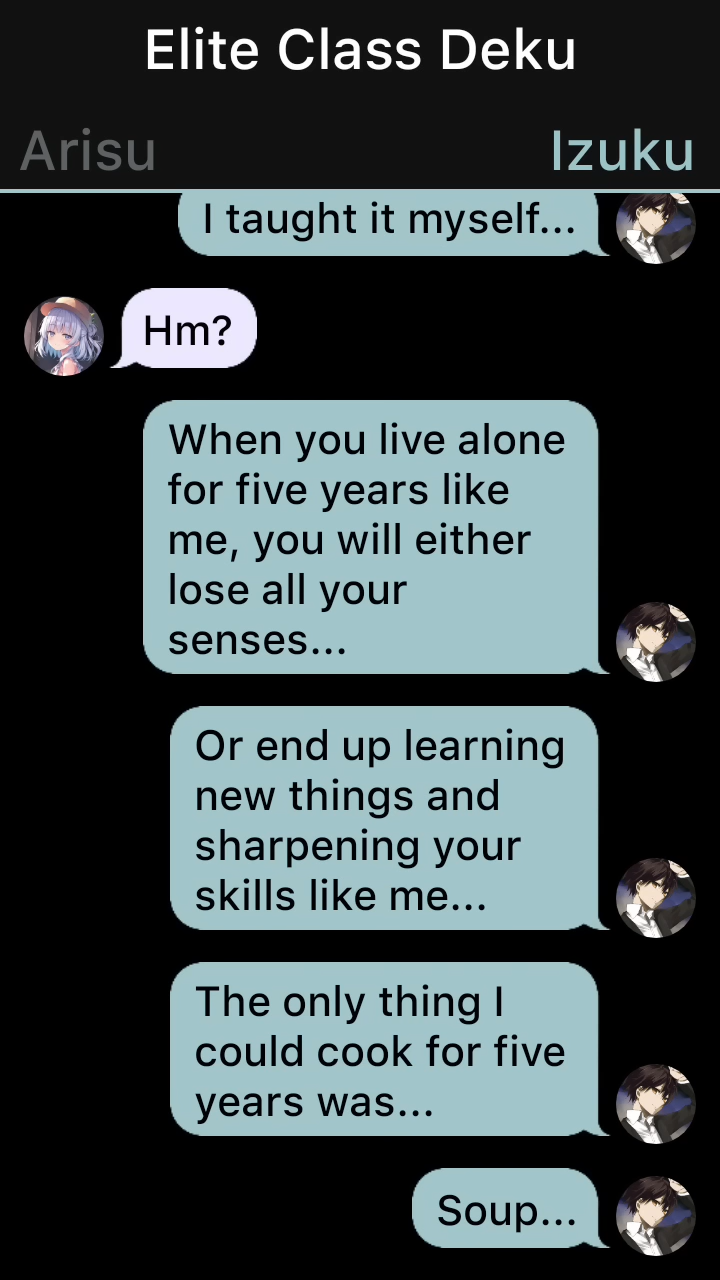 Elite Class Deku
Arisu
Izuku
I taught it myself...
Hm?
When you live alone
for five years like
me, you will either
lose all your
senses...
Or end up learning
new things and
sharpening your
skills like me...
The only thing I
could cook for five
years was...
Soup...